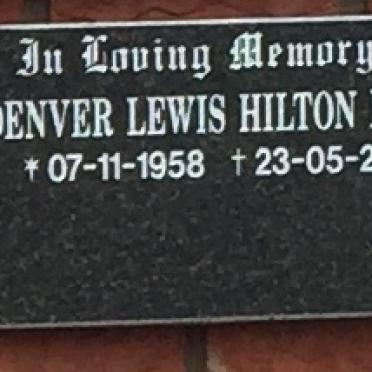 In Loving Memory
DENVER LEWIS HILTON
* 07-11-1958 † 23-05-2